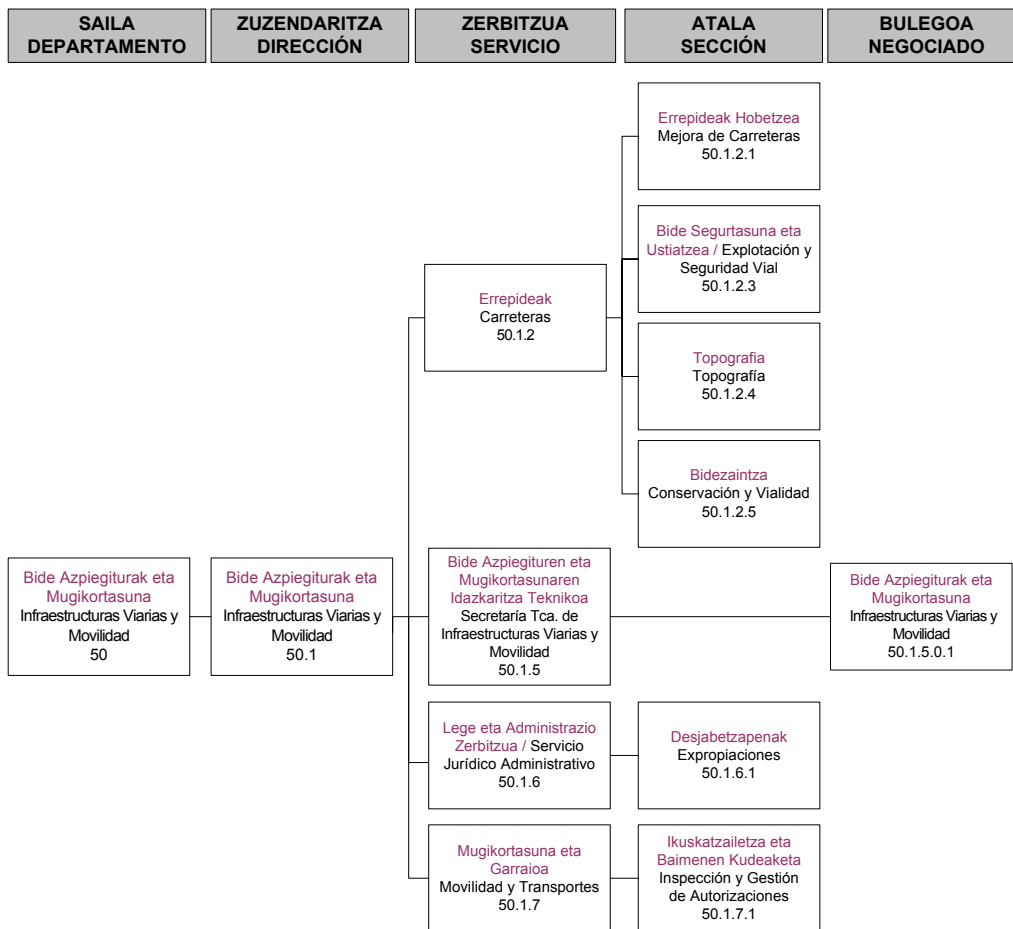 SAILA
DEPARTAMENTO
ZUZENDARITZA
DIRECCIÓN
ZERBITZUA
SERVICIO
ATALA
SECCIÓN
BULEGOA
NEGOCIADO
Errepideak Hobetzea
Mejora de Carreteras
50.1.2.1
Bide Segurtasuna eta
Ustiatzea / Explotación y
Seguridad Vial
50.1.2.3
Errepideak
Carreteras
50.1.2
Topografia
Topografía
50.1.2.4
Bidezaintza
Conservación y Vialidad
50.1.2.5
Bide Azpiegiturak eta
Mugikortasuna
Infraestructuras Viarias y
Movilidad
50
Bide Azpiegiturak eta
Mugikortasuna
Infraestructuras Viarias y
Movilidad
50.1
Bide Azpiegituren eta
Mugikortasunaren
Idazkaritza Teknikoa
Secretaría Tca. de
Infraestructuras Viarias y
Movilidad
50.1.5
Bide Azpiegiturak eta
Mugikortasuna
Infraestructuras Viarias y
Movilidad
50.1.5.0.1
Lege eta Administrazio
Zerbitzua / Servicio
Jurídico Administrativo
50.1.6
Desjabetzapenak
Expropiaciones
50.1.6.1
Mugikortasuna eta
Garraioa
Movilidad y Transportes
50.1.7
Ikuskatzailetza eta
Baimenen Kudeaketa
Inspección y Gestión
de Autorizaciones
50.1.7.1